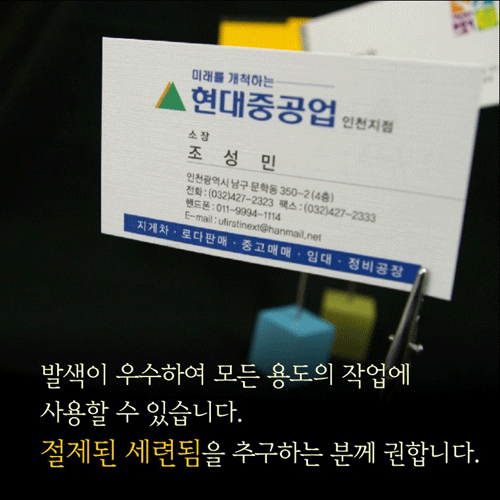 미래를 개척하는
현대중공업 인천지점
소 장
조 성 민
인천광역시 남구 문학동 350-2 (4층)
전화 : (032)427-2323 팩스 : (032)427-2333
핸드폰 : 011-9994-1114
E-mail : ufirstinext@hanmail.net
지게차 · 로다판매 · 중고매매 · 임대 · 정비공장
발색이 우수하여 모든 용도의 작업에
사용할 수 있습니다.
절제된 세련됨을 추구하는 분께 권합니다.